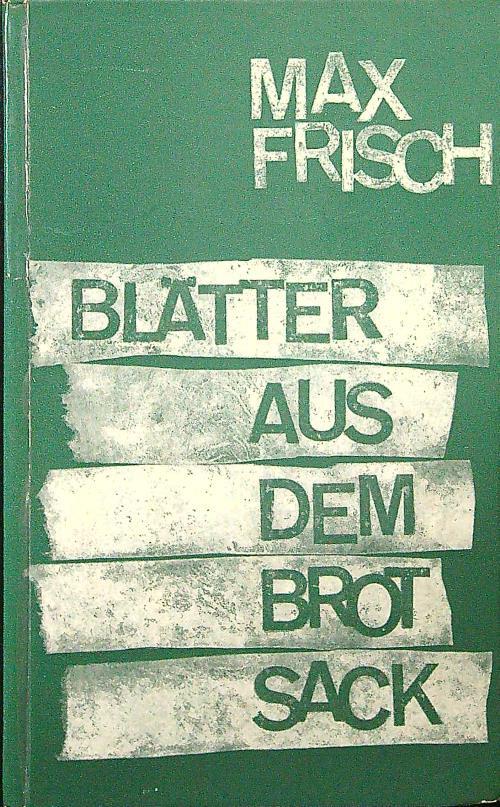 MAX
FRISCH
BLÄTTER
AUS
DEM
BROT
SACK